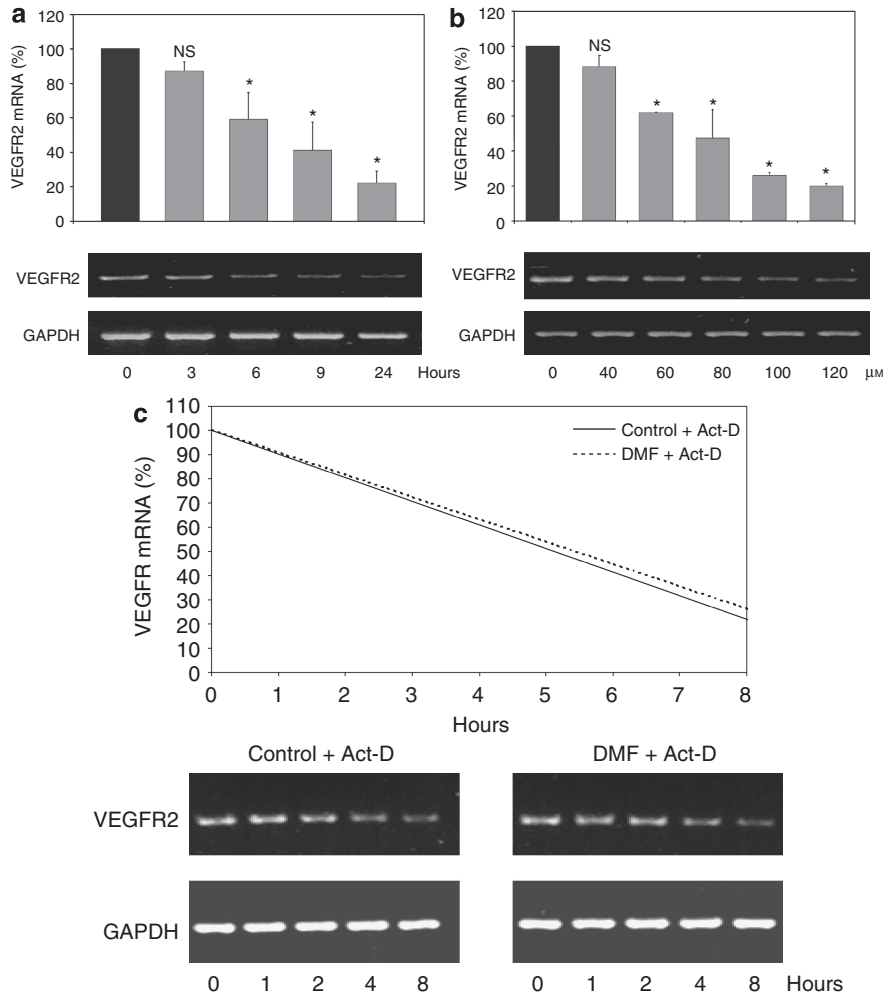 a
VEGFR2 mRNA (%)
120
100
80
60
40
20
0
NS
*
*
*
VEGFR2
GAPDH
0 3 6 9 24 Hours
b
VEGFR2 mRNA (%)
120
100
80
60
40
20
0
NS
*
*
*
*
VEGFR2
GAPDH
0 40 60 80 100 120 μM
c
VEGFR mRNA (%)
110
100
90
80
70
60
50
40
30
20
10
0
Control + Act-D
DMF + Act-D
0 1 2 3 4 5 6 7 8
Hours
Control + Act-D DMF + Act-D
VEGFR2
GAPDH
0 1 2 4 8 0 1 2 4 8 Hours